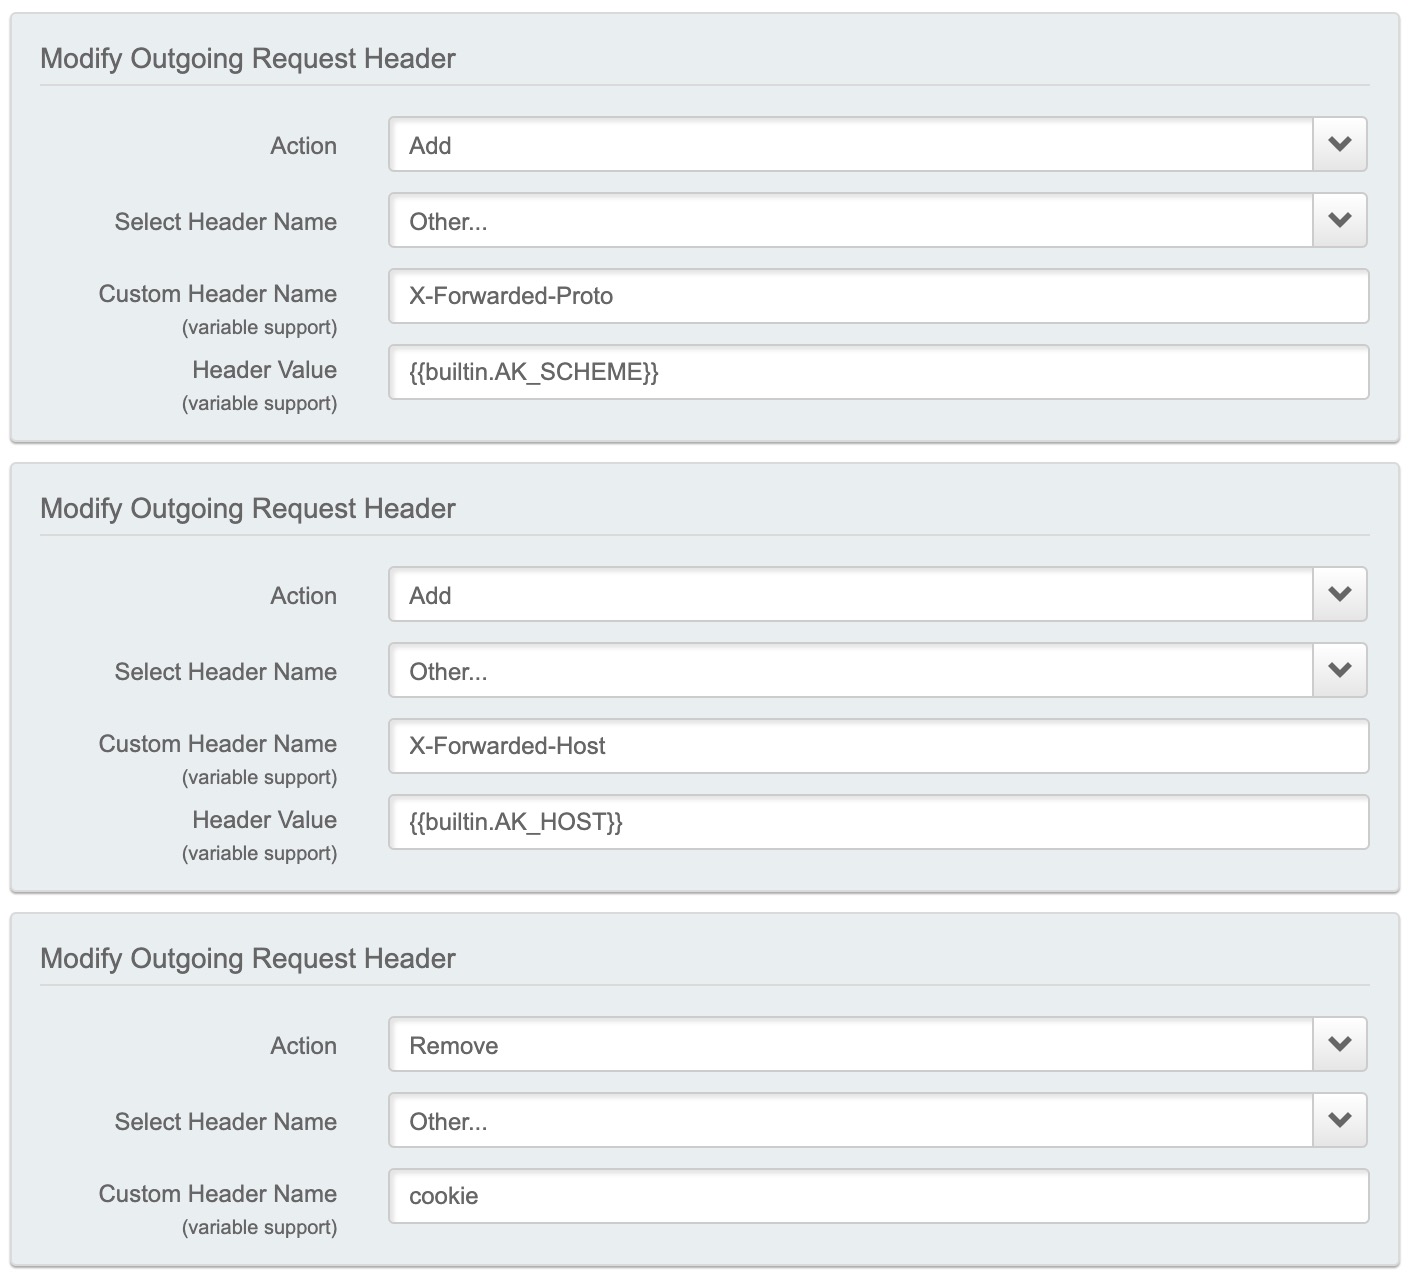 Modify Outgoing Request Header
Action
Add
Select Header Name
Other...
Custom Header Name
(variable support)
X-Forwarded-Proto
Header Value
(variable support)
{{builtin.AK_SCHEME}}
Modify Outgoing Request Header
Action
Add
Select Header Name
Other...
Custom Header Name
(variable support)
X-Forwarded-Host
Header Value
(variable support)
{{builtin.AK_HOST}}
Modify Outgoing Request Header
Action
Remove
Select Header Name
Other...
Custom Header Name
(variable support)
cookie